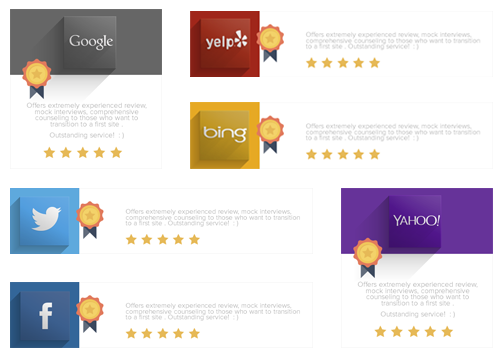 Google
Offers extremely experienced review,
mock interviews, comprehensive
counseling to those who want to
transition to a first site .
Outstanding service! :)
yelp
Offers extremely experienced review, mock interviews,
comprehensive counseling to those who want to transition
to a first site . Outstanding service! :)
bing
Offers extremely experienced review, mock interviews,
comprehensive counseling to those who want to transition
to a first site . Outstanding service! :)
Offers extremely experienced review, mock interviews,
comprehensive counseling to those who want to transition
to a first site . Outstanding service! :)
f
Offers extremely experienced review, mock interviews,
comprehensive counseling to those who want to transition
to a first site . Outstanding service! :)
YAHOO!
Offers extremely experienced review,
mock interviews, comprehensive
counseling to those who want to
transition to a first site .
Outstanding service! :)